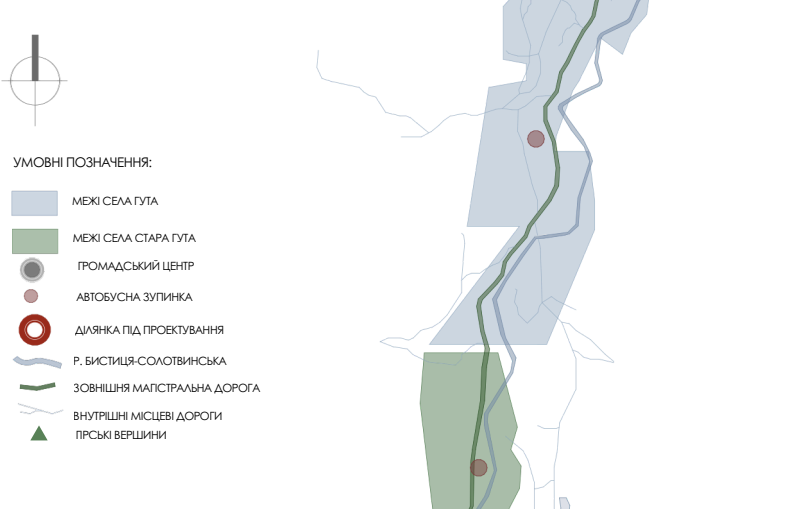 УМОВНІ ПОЗНАЧЕННЯ:
МЕЖІ СЕЛА ГУТА
МЕЖІ СЕЛА СТАРА ГУТА
ГРОМАДСЬКИЙ ЦЕНТР
АВТОБУСНА ЗУПИНКА
ДІЛЯНКА ПІД ПРОЕКТУВАННЯ
Р. БИСТИЦЯ-СОЛОТВИНСЬКА
ЗОВНІШНЯ МАГІСТРАЛЬНА ДОРОГА
ВНУТРІШНІ МІСЦЕВІ ДОРОГИ
ГІРСЬКІ ВЕРШИНИ